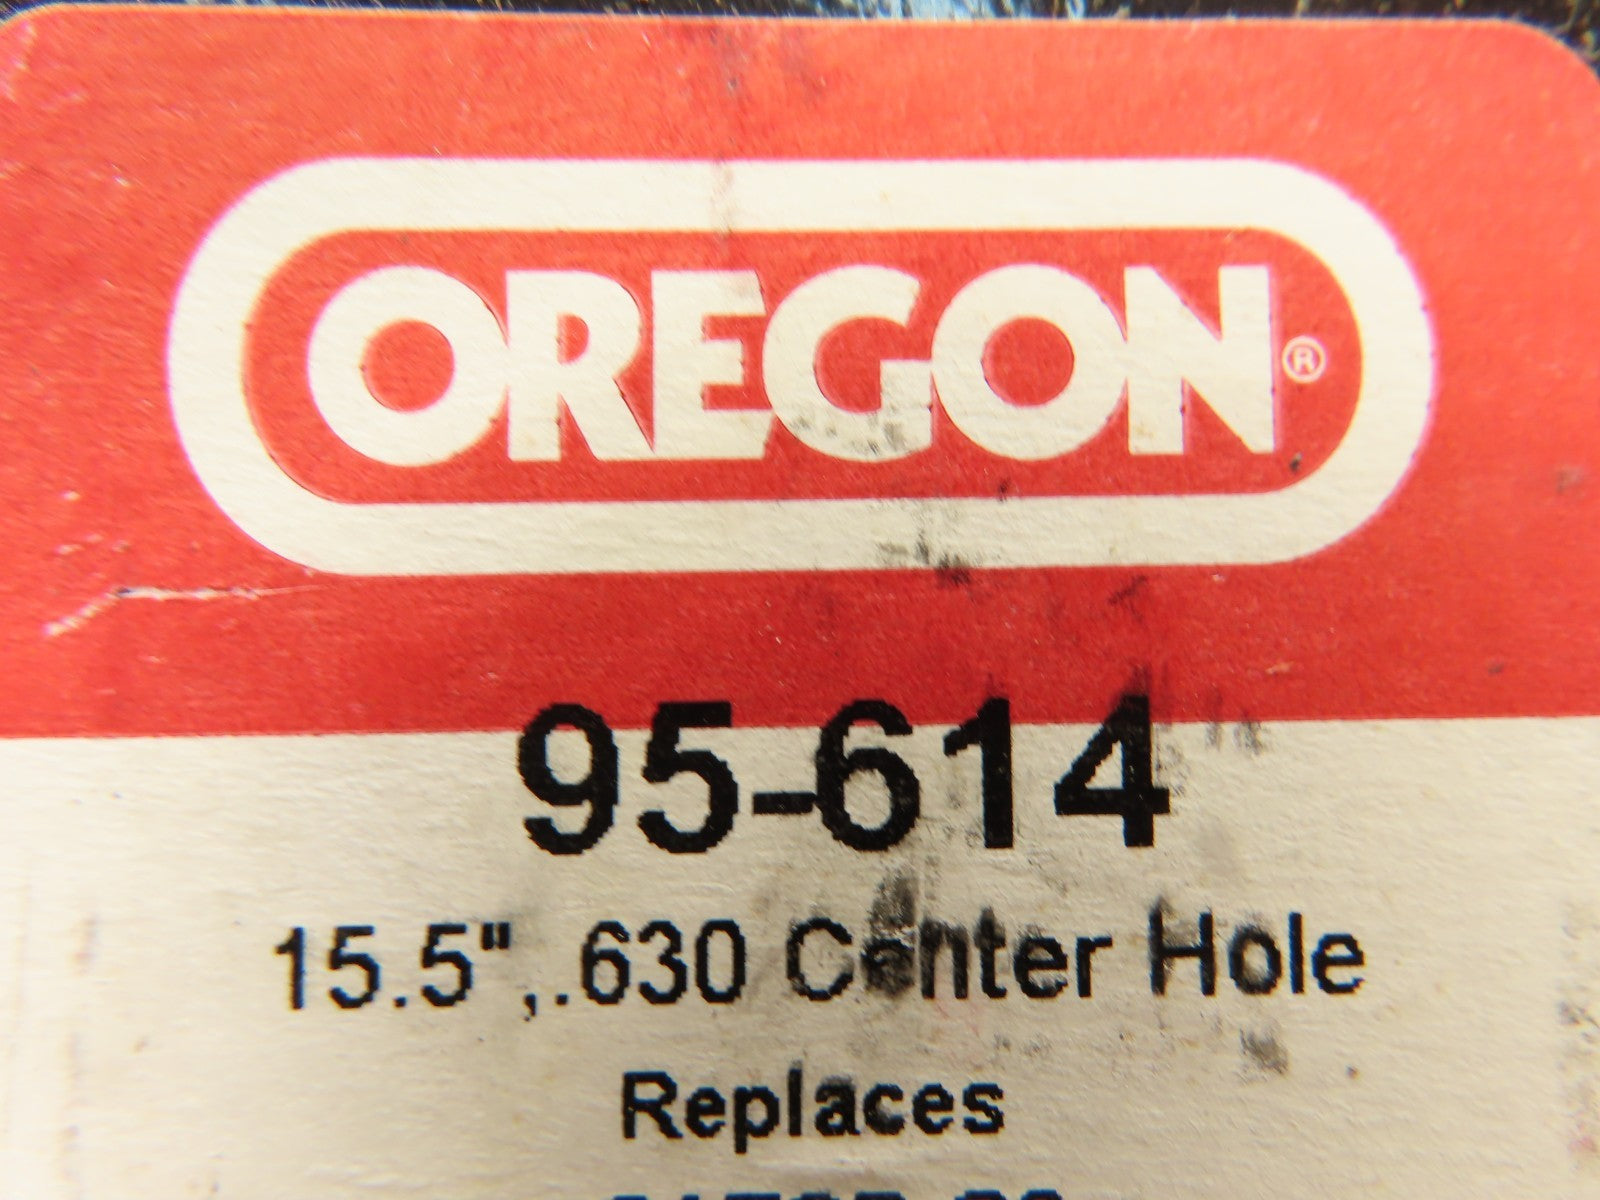 OREGON®
95-614
15.5",.630 Center Hole
Replaces